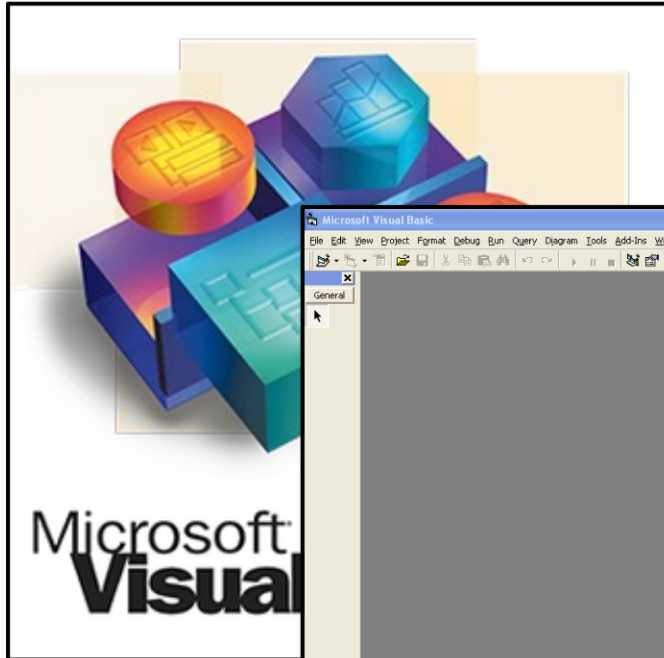 Microsoft
Visual
Microsoft Visual Basic
File Edit View Project Format Debug Run Query Diagram Tools Add-Ins
General